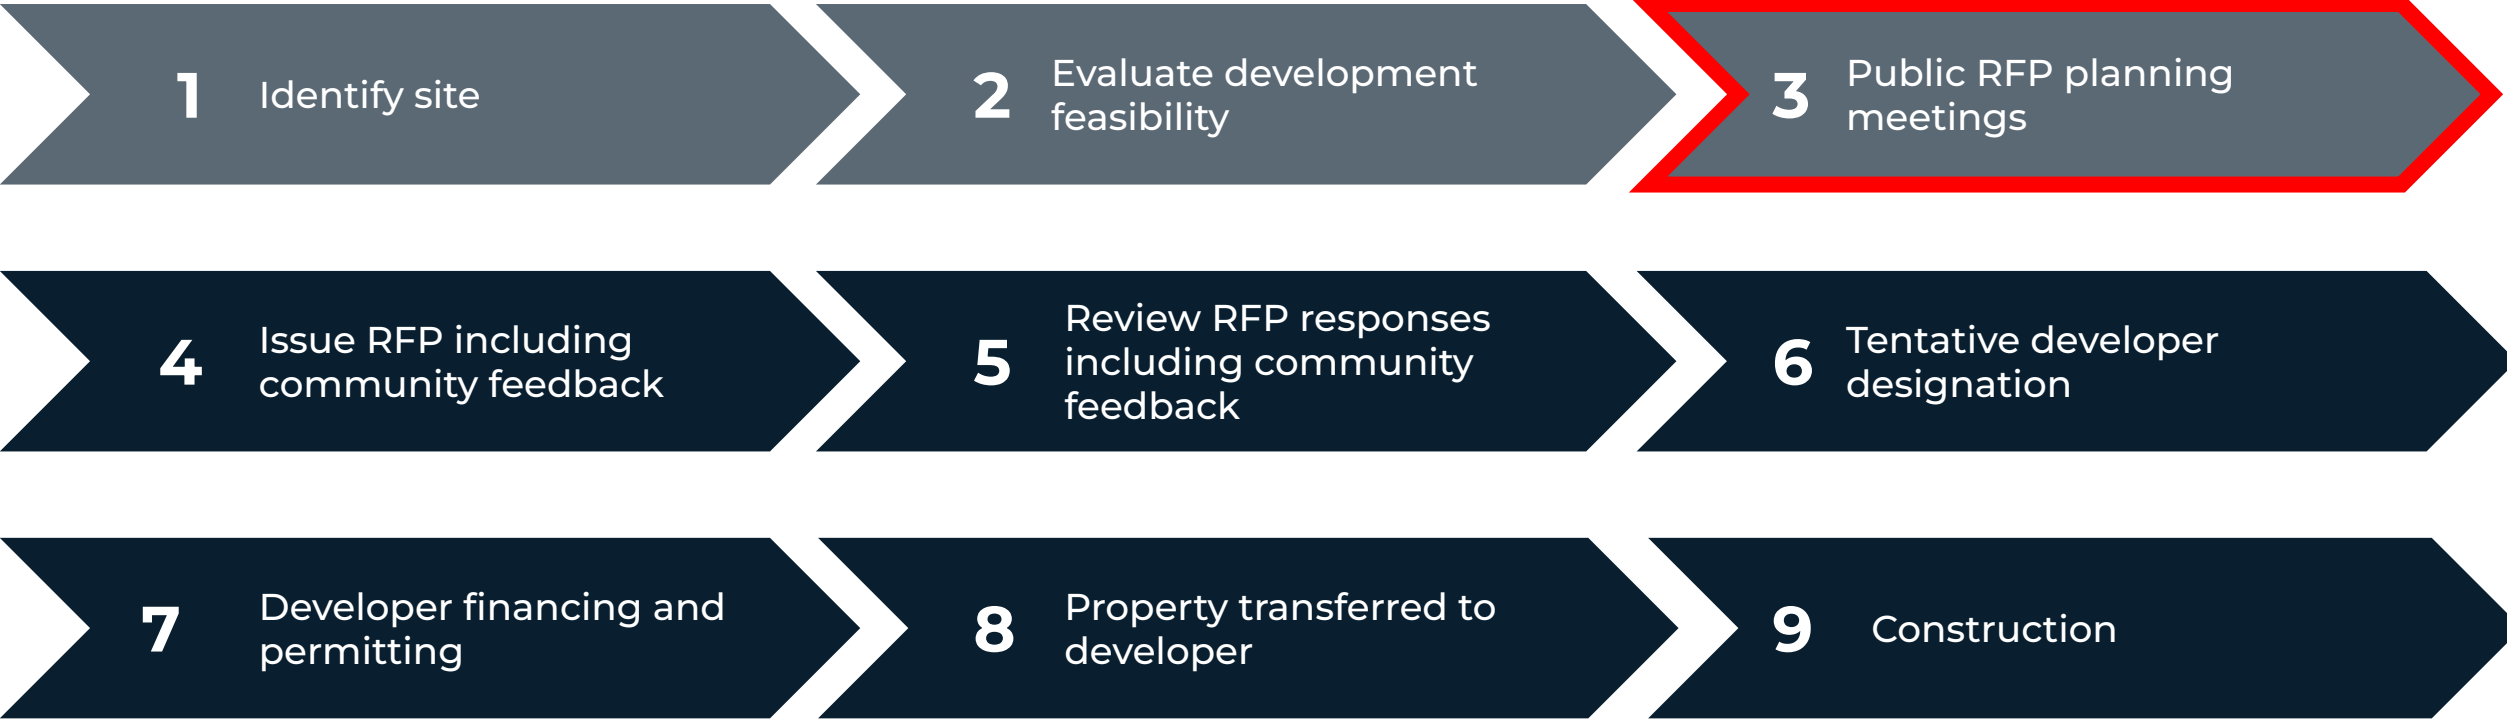 1
Identify site
2
Evaluate development
feasibility
3
Public RFP planning
meetings
4
Issue RFP including
community feedback
5
Review RFP responses
including community
feedback
6
Tentative developer
designation
7
Developer financing and
permitting
8
Property transferred to
developer
9
Construction